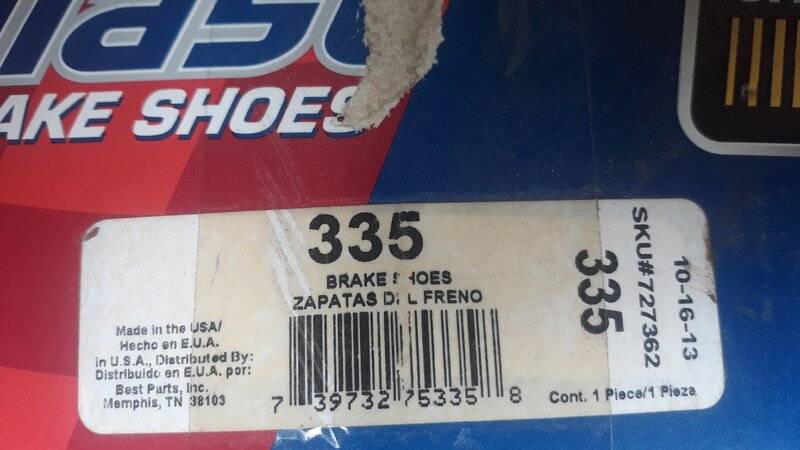 BRAKE SHOES
335
BRAKE SHOES
ZAPATAS DEL FRENO
Made in the USA/
Hecho en E.U.A.
in U.S.A., Distributed By:
Distribuido en E.U.A. por:
Best Parts, Inc.
Memphis, TN 38103
7 39732 75335 8
Cont. 1 Piece/1 Pieza
335
SKU#727362
10-16-13